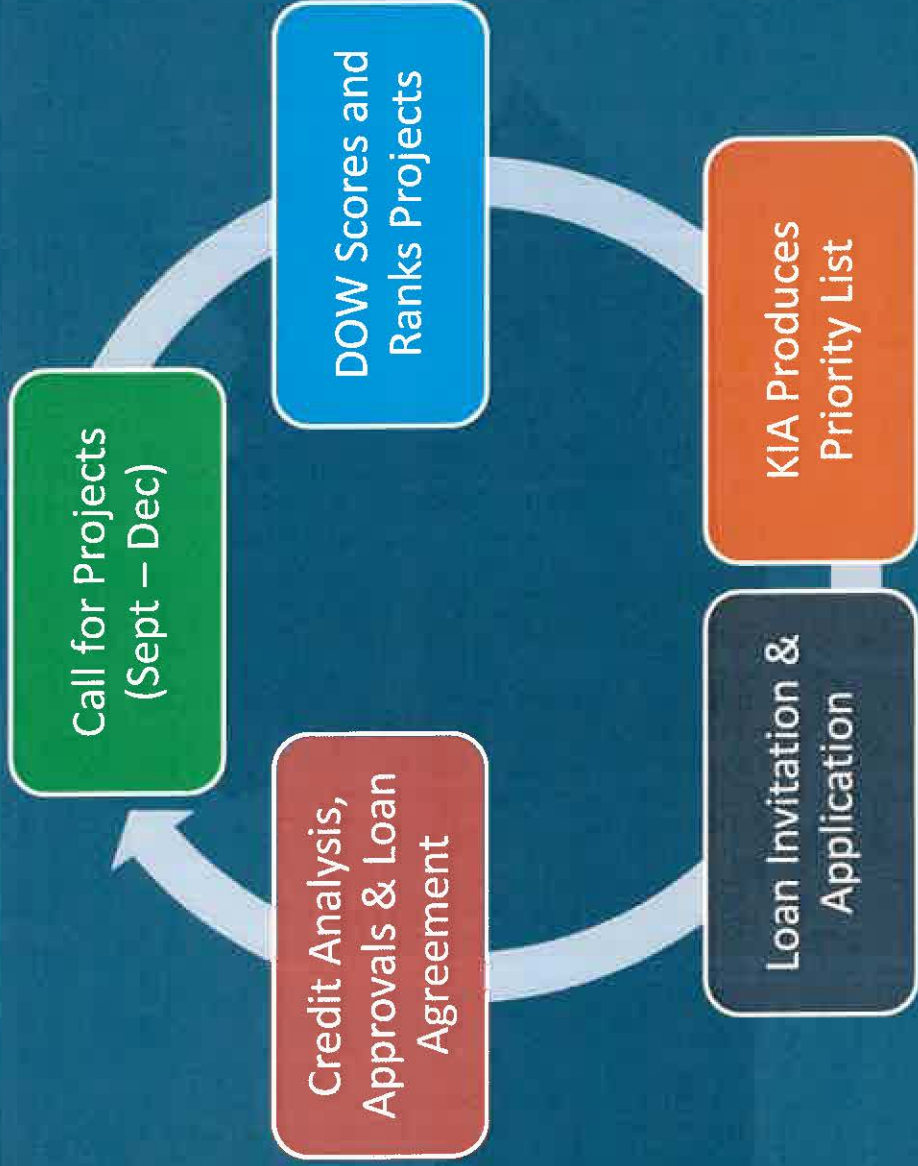 Call for Projects
(Sept – Dec)
DOW Scores and
Ranks Projects
KIA Produces
Priority List
Loan Invitation &
Application
Credit Analysis,
Approvals & Loan
Agreement